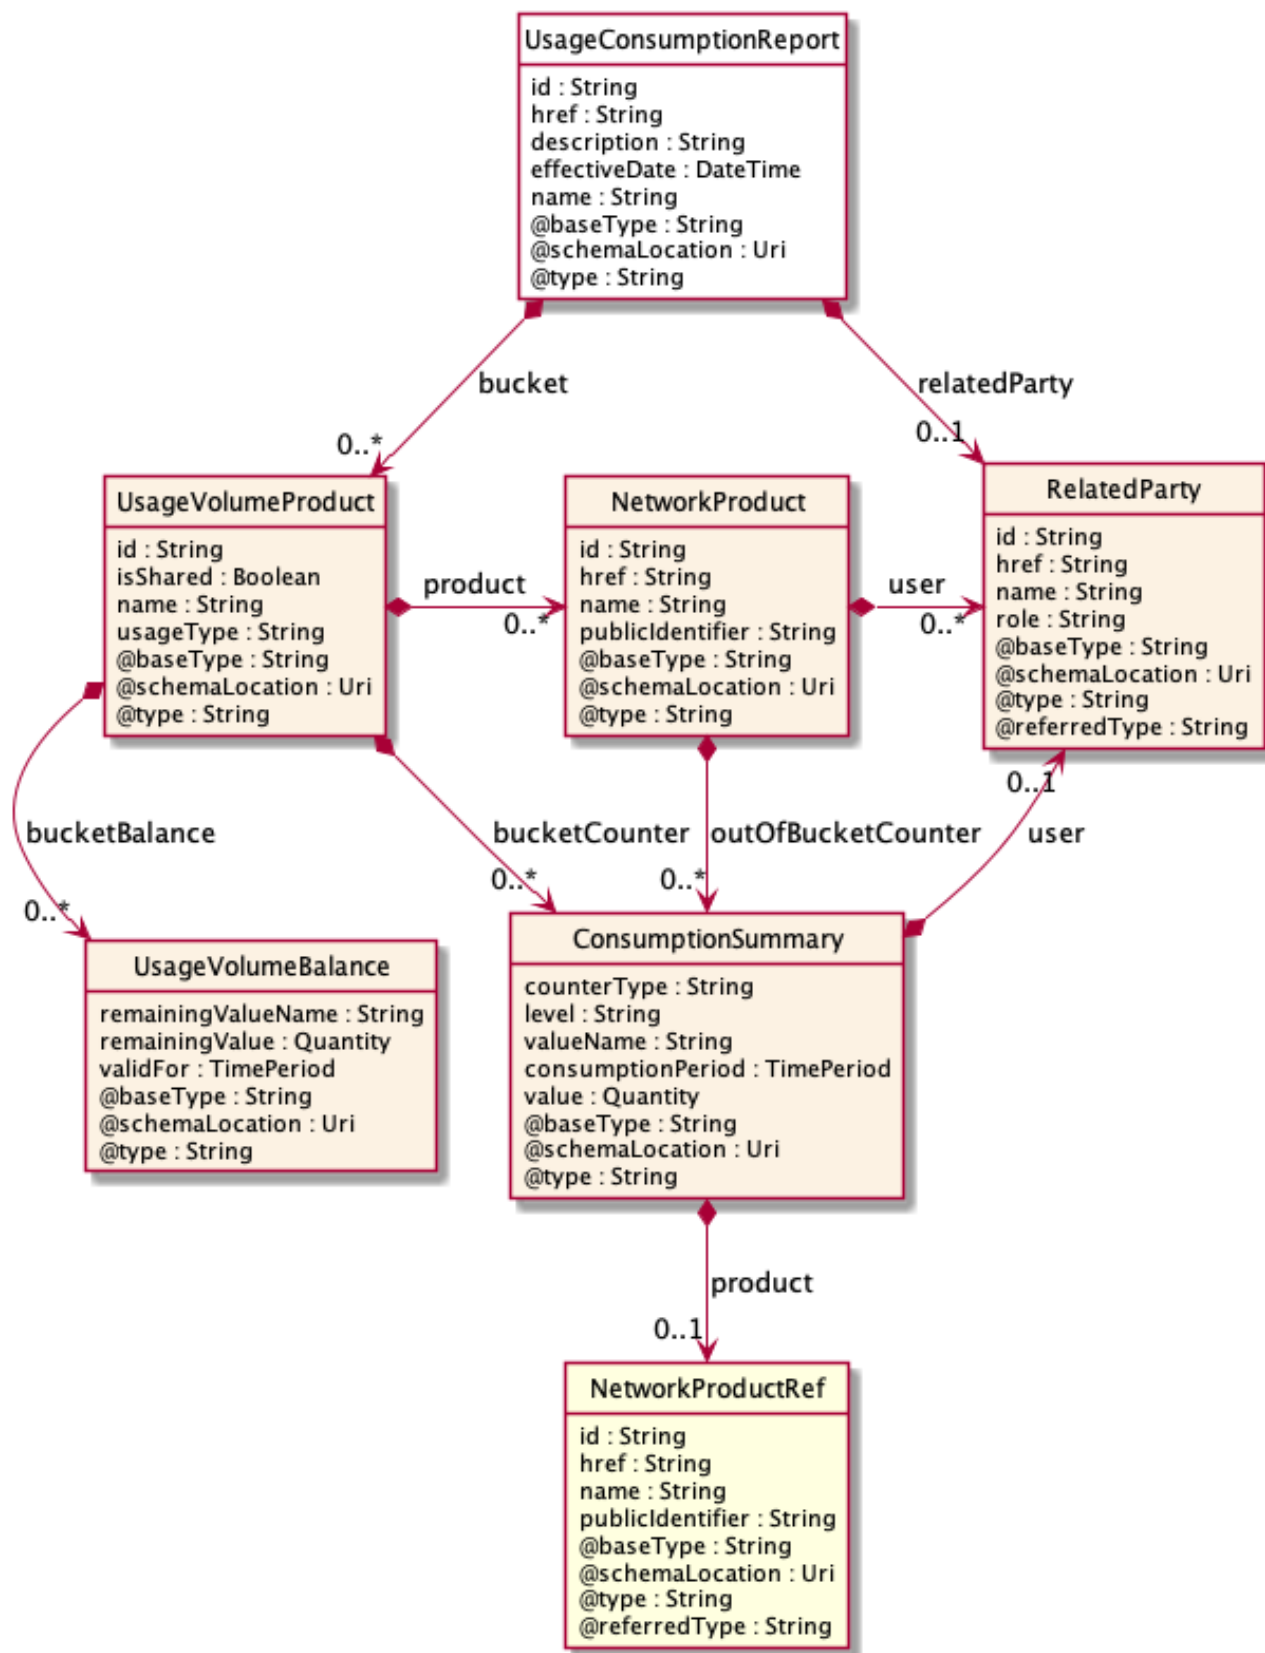 UsageConsumptionReport
id : String
href : String
description : String
effectiveDate : DateTime
name : String
@baseType : String
@schemaLocation : Uri
@type : String
bucket
relatedParty
0..*
0..1
UsageVolumeProduct
id : String
isShared : Boolean
name : String
usageType : String
@baseType : String
@schemaLocation : Uri
@type : String
product
0..*
NetworkProduct
id : String
href : String
name : String
publicIdentifier : String
@baseType : String
@schemaLocation : Uri
@type : String
user
0..*
RelatedParty
id : String
href : String
name : String
role : String
@baseType : String
@schemaLocation : Uri
@type : String
@referredType : String
0..1
bucketBalance
bucketCounter
outOfBucketCounter
user
0..*
0..*
0..*
UsageVolumeBalance
remainingValueName : String
remainingValue : Quantity
validFor : TimePeriod
@baseType : String
@schemaLocation : Uri
@type : String
ConsumptionSummary
counterType : String
level : String
valueName : String
consumptionPeriod : TimePeriod
value : Quantity
@baseType : String
@schemaLocation : Uri
@type : String
product
0..1
NetworkProductRef
id : String
href : String
name : String
publicIdentifier : String
@baseType : String
@schemaLocation : Uri
@type : String
@referredType : String